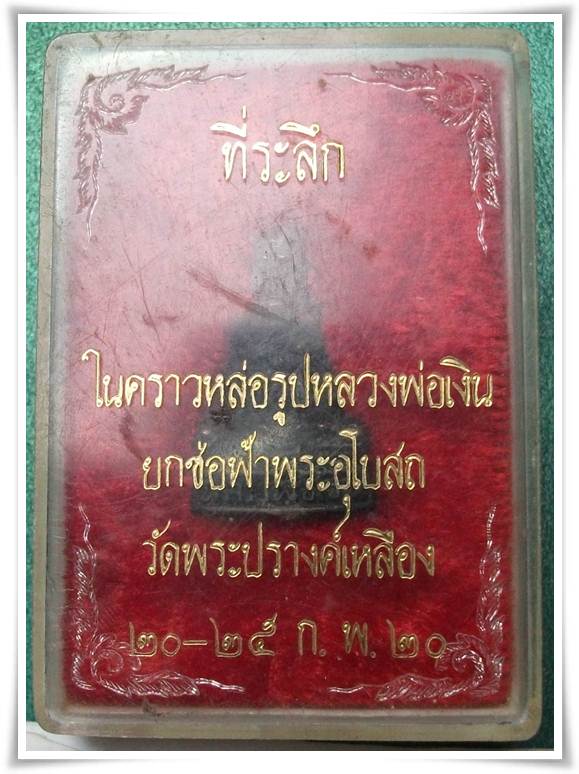 ที่ระลึก
ในคราวหล่อรูปหลวงพ่อเงิน
ยกช่อฟ้าพระอุโบสถ
วัดพระปรางค์เหลือง
๒๐–๒๕ ก.พ.๒๐